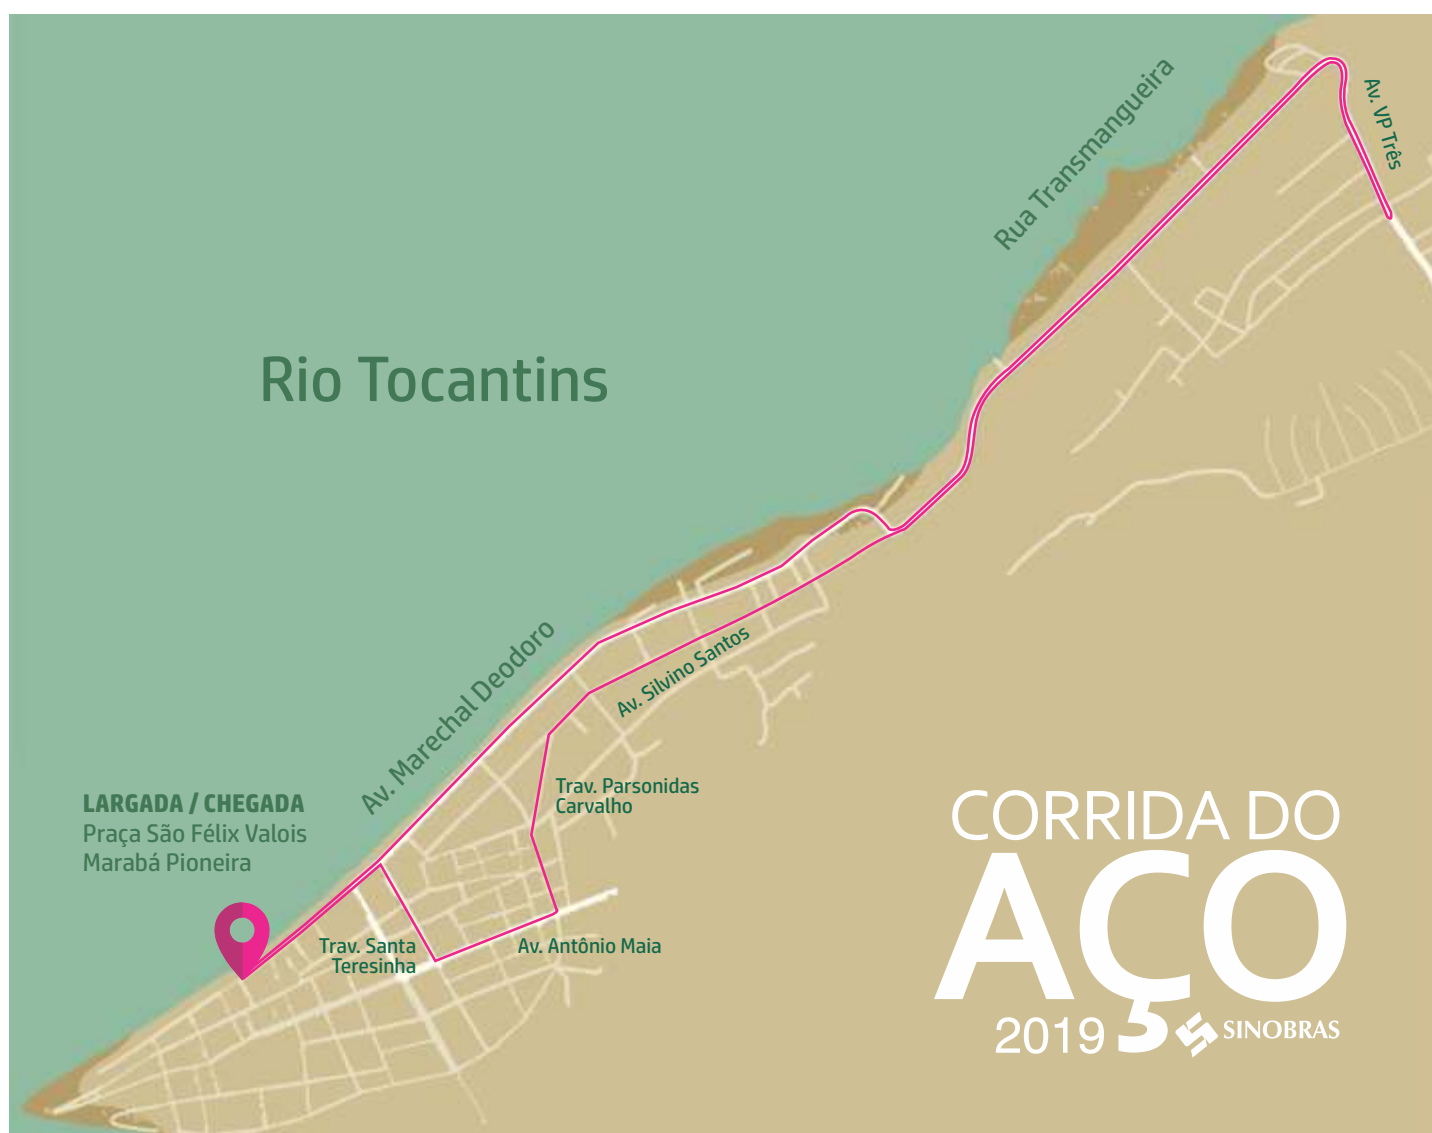 Rua Transmangueira
Av. VP Três
Rio Tocantins
Av. Marechal Deodoro
Av. Silvino Santos
LARGADA / CHEGADA
Praça São Félix Valois
Marabá Pioneira
Trav. Parsonidas
Carvalho
Trav. Santa
Teresinha
Av. Antônio Maia
CORRIDA DO
AÇO
2019
SINOBRAS